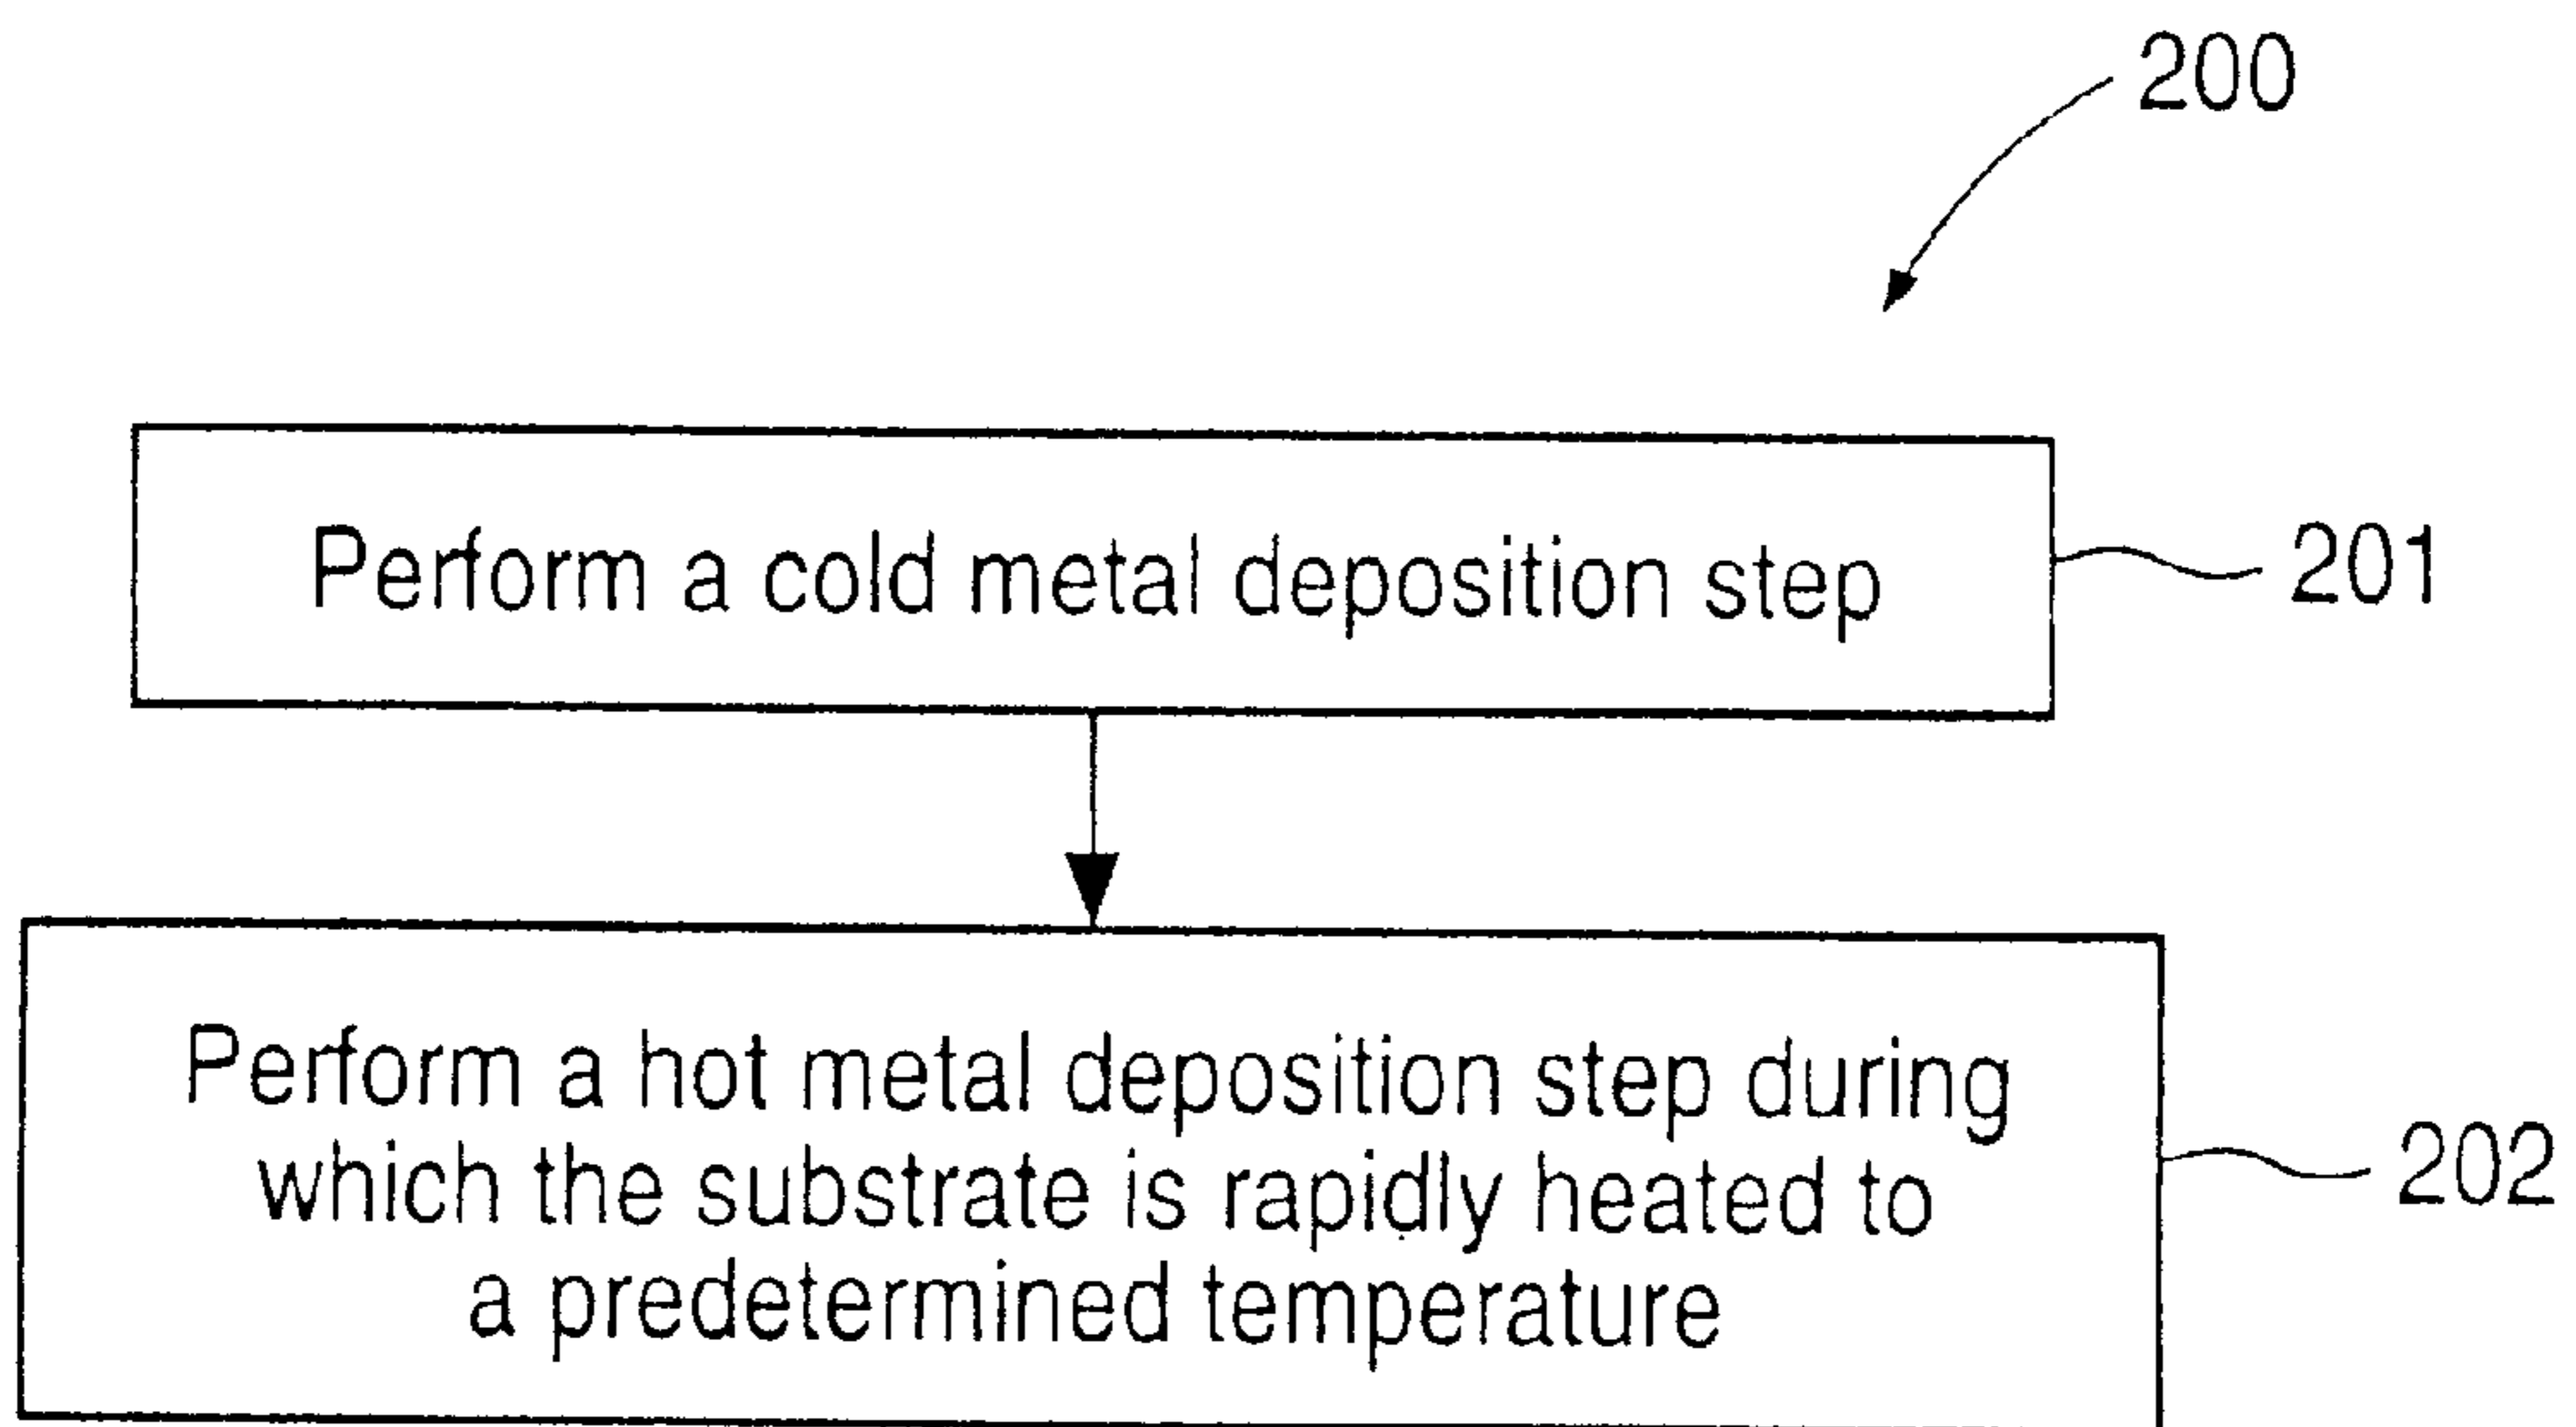 200
Perform a cold metal deposition step
201
Perform a hot metal deposition step during
which the substrate is rapidly heated to
a predetermined temperature
202